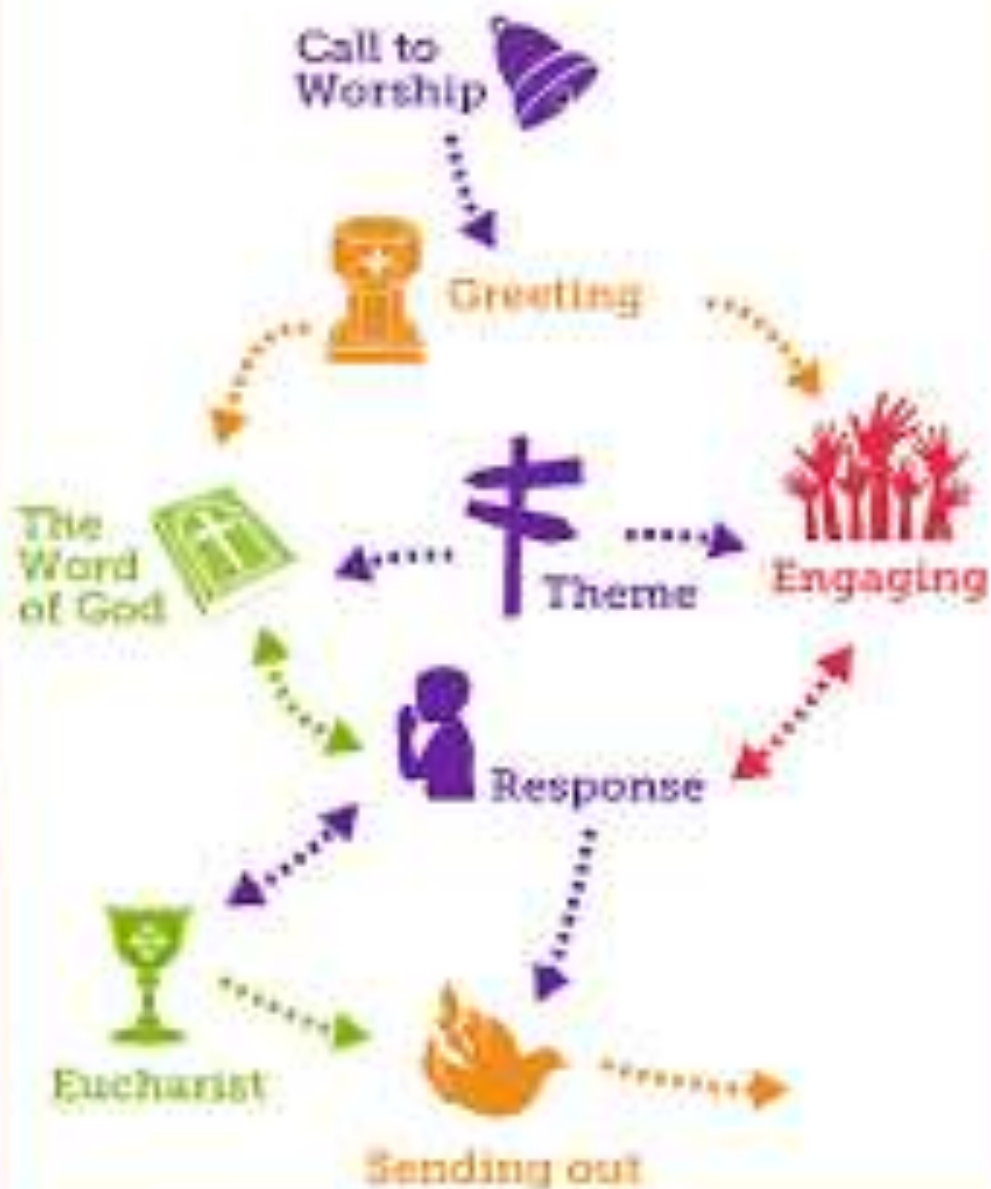 Call to
Worship
Greeting
The
Word
of God
Theme
Engaging
Response
Eucharist
Sending out